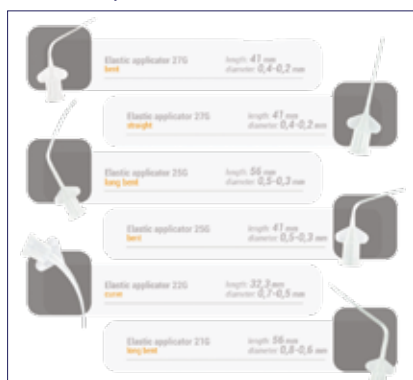 Elastic applicator 27G length: 41 mm
bent diameter: 0,4-0,2 mm
Elastic applicator 27G length: 41 mm
straight diameter: 0,4-0,2 mm
Elastic applicator 25G length: 56 mm
long bent diameter: 0,5-0,3 mm
Elastic applicator 25G length: 41 mm
bent diameter: 0,5-0,3 mm
Elastic applicator 22G length: 32,3 mm
curve diameter: 0,7-0,5 mm
Elastic applicator 21G length: 56 mm
long bent diameter: 0,8-0,6 mm